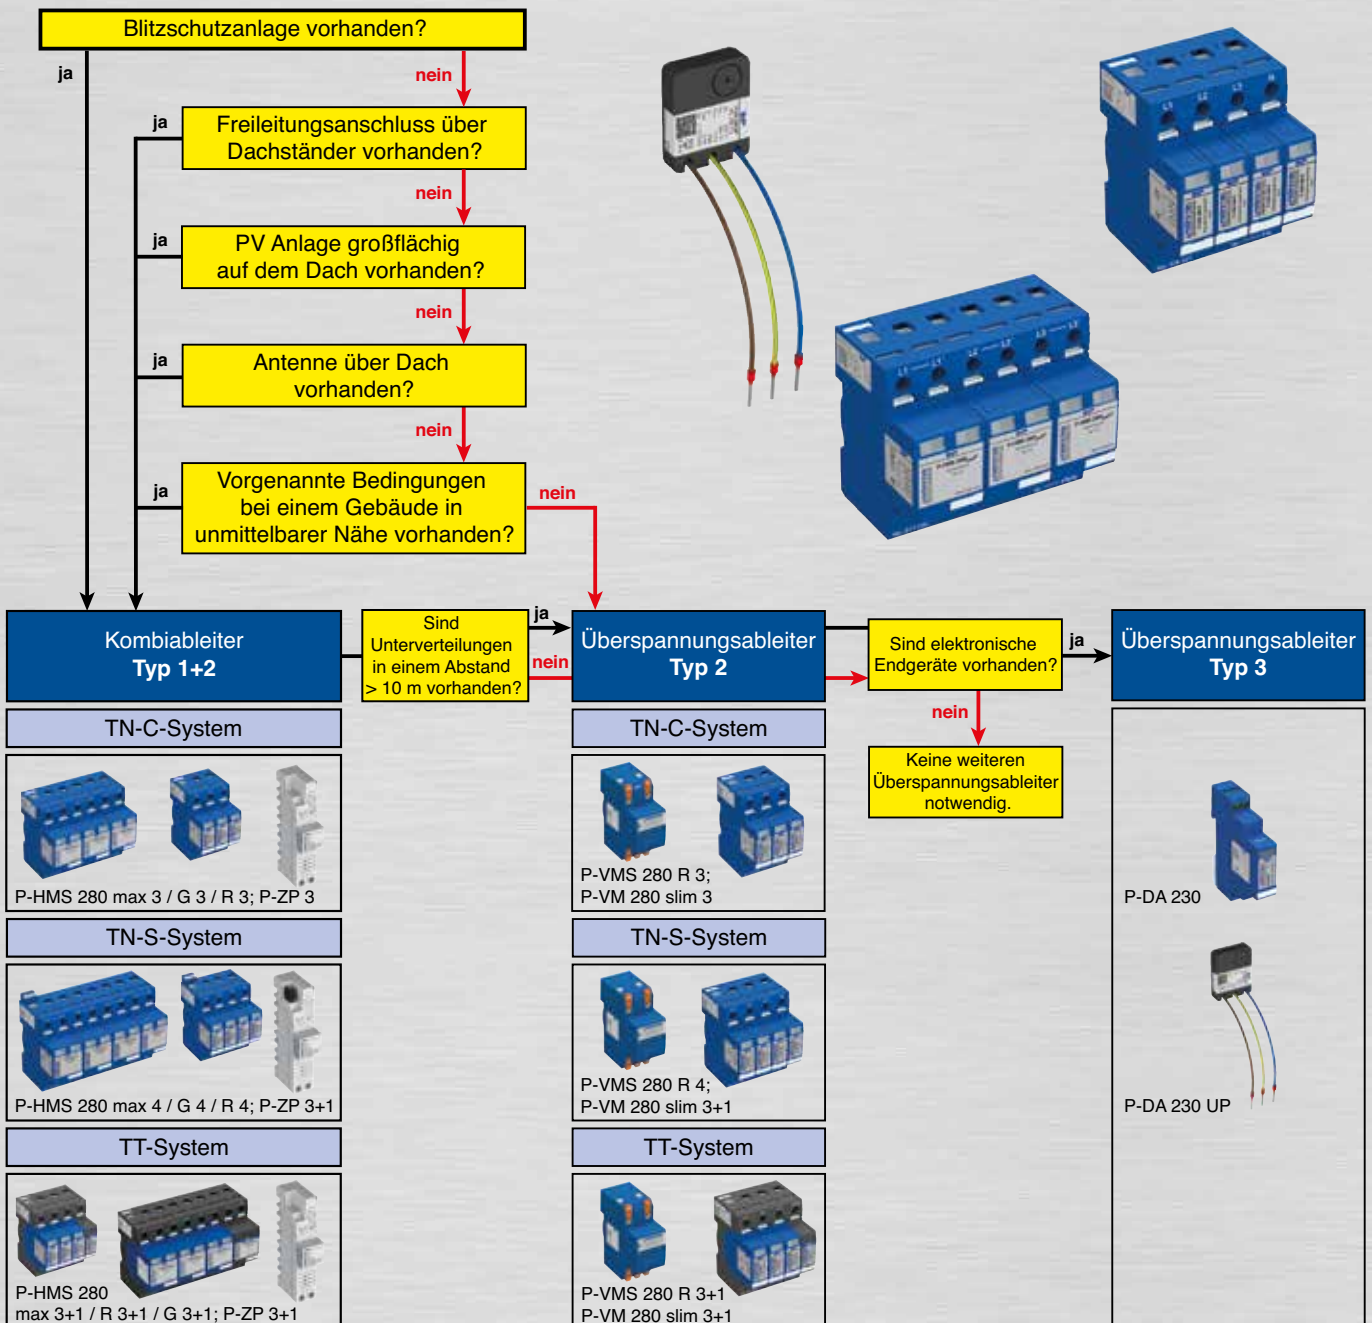 Blitzschutzanlage vorhanden?
ja
nein
Freileitungsanschluss über
Dachständer vorhanden?
ja
nein
PV Anlage großflächig
auf dem Dach vorhanden?
ja
nein
Antenne über Dach
vorhanden?
ja
nein
Vorgenannte Bedingungen
bei einem Gebäude in
unmittelbarer Nähe vorhanden?
ja
nein
Kombiableiter
Typ 1+2
Sind
Unterverteilungen
in einem Abstand
> 10 m vorhanden?
ja
nein
Überspannungsableiter
Typ 2
Sind elektronische
Endgeräte vorhanden?
ja
nein
Keine weiteren
Überspannungsableiter
notwendig.
Überspannungsableiter
Typ 3
TN-C-System
P-HMS 280 max 3 / G 3 / R 3; P-ZP 3
TN-S-System
P-HMS 280 max 4 / G 4 / R 4; P-ZP 3+1
TT-System
P-HMS 280
max 3+1 / R 3+1 / G 3+1; P-ZP 3+1
TN-C-System
P-VMS 280 R 3;
P-VM 280 slim 3
TN-S-System
P-VMS 280 R 4;
P-VM 280 slim 3+1
TT-System
P-VMS 280 R 3+1
P-VM 280 slim 3+1
P-DA 230
P-DA 230 UP